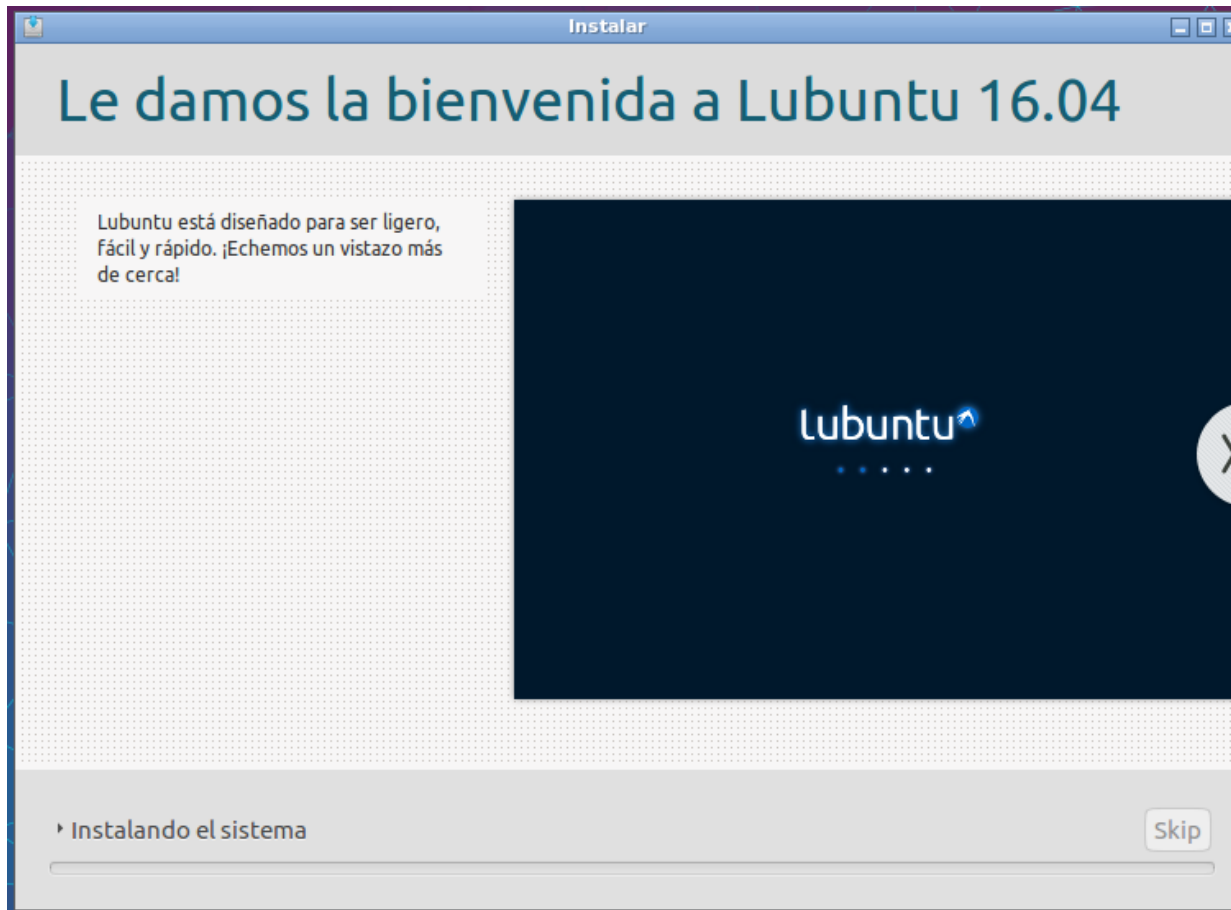 Instalar
Le damos la bienvenida a Lubuntu 16.04
Lubuntu está diseñado para ser ligero,
fácil y rápido. ¡Echemos un vistazo más
de cerca!
lubuntu
Instalando el sistema
Skip